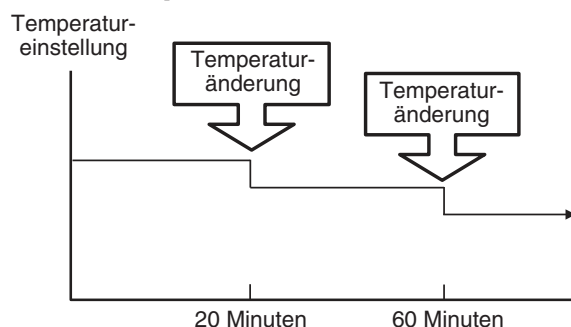 Temperatur-
einstellung
Temperatur-
änderung
Temperatur-
änderung
20 Minuten
60 Minuten